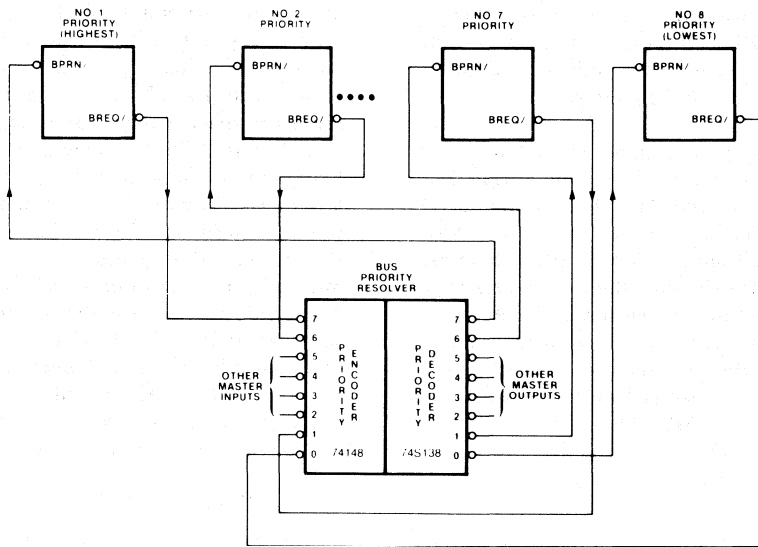 NO 1
PRIORITY
(HIGHEST)
BPRN/
BREQ/
NO 2
PRIORITY
BPRN/
BREQ/
NO 7
PRIORITY
BPRN/
BREQ/
NO 8
PRIORITY
(LOWEST)
BPRN/
BREQ/
BUS
PRIORITY
RESOLVER
7
6
5
4
3
2
1
0
OTHER
MASTER
INPUTS
PRIORITY
ENCODER
74148
PRIORITY
DECODER
74S138
7
6
5
4
3
2
1
0
OTHER
MASTER
OUTPUTS